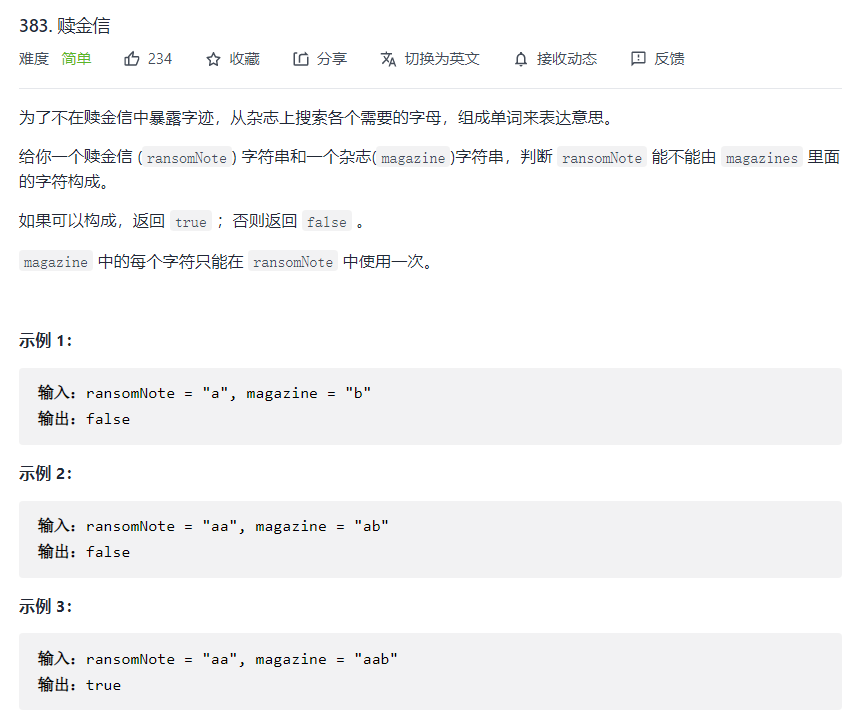 383. 赎金信
难度 简单 234 收藏 分享 切换为英文 接收动态 反馈
为了不在赎金信中暴露字迹，从杂志上搜索各个需要的字母，组成单词来表达意思。
给你一个赎金信 (ransomNote) 字符串和一个杂志(magazine)字符串，判断 ransomNote 能不能由 magazines 里面
的字符构成。
如果可以构成，返回 true ；否则返回 false 。
magazine 中的每个字符只能在 ransomNote 中使用一次。
示例 1：
输入：ransomNote = "a", magazine = "b"
输出：false
示例 2：
输入：ransomNote = "aa", magazine = "ab"
输出：false
示例 3：
输入：ransomNote = "aa", magazine = "aab"
输出：true